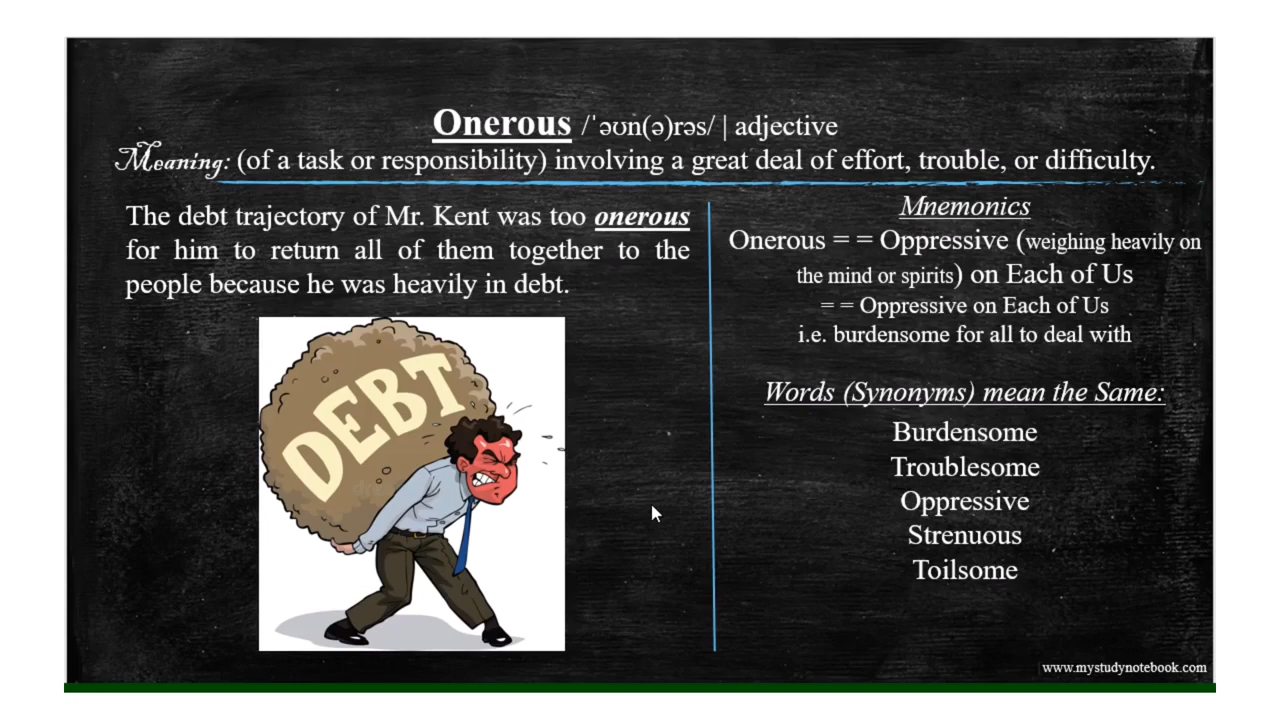 Onerous /ˈəʊn(ə)rəs/ | adjective
Meaning: (of a task or responsibility) involving a great deal of effort, trouble, or difficulty.
The debt trajectory of Mr. Kent was too onerous
for him to return all of them together to the
people because he was heavily in debt.
DEBT
Mnemonics
Onerous = = Oppressive (weighing heavily on
the mind or spirits) on Each of Us
= = Oppressive on Each of Us
i.e. burdensome for all to deal with
Words (Synonyms) mean the Same:
Burdensome
Troublesome
Oppressive
Strenuous
Toilsome
www.mystudynotebook.com